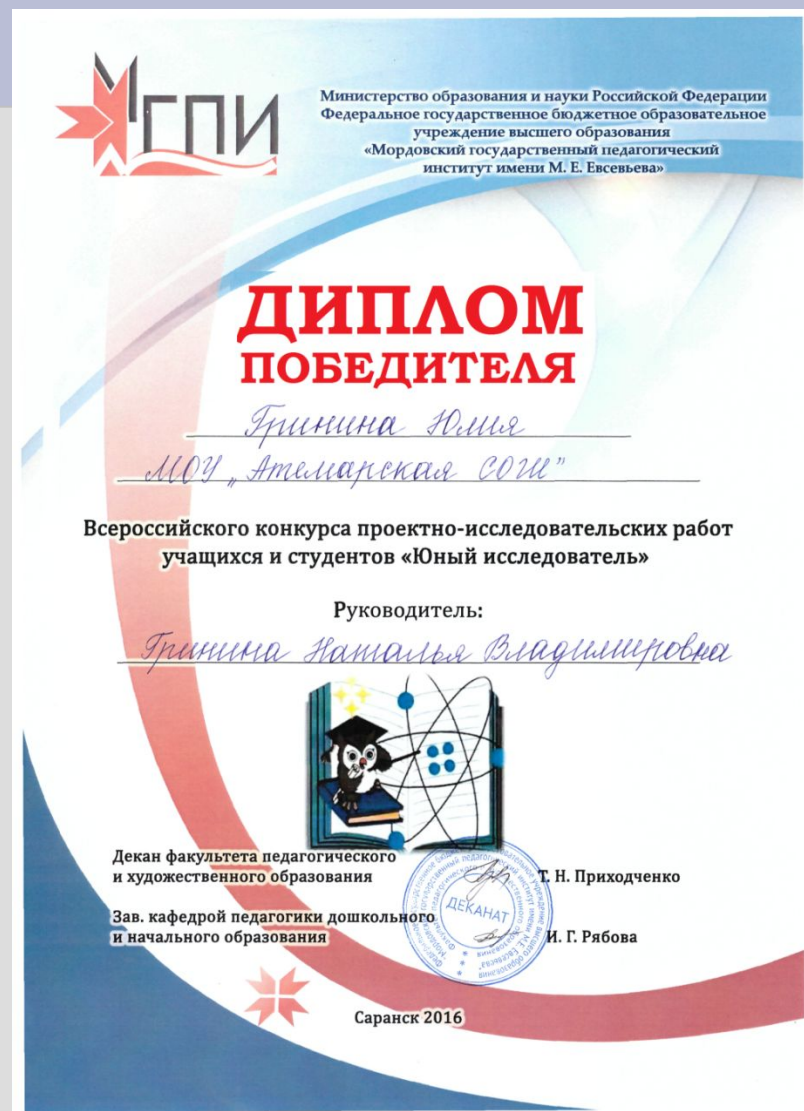 МГПИ
Министерство образования и науки Российской Федерации
Федеральное государственное бюджетное образовательное
учреждение высшего образования
«Мордовский государственный педагогический
институт имени М. Е. Евсевьева»
ДИПЛОМ
ПОБЕДИТЕЛЯ
Гринина Юлия
МОУ „Атемарская СОШ"
Всероссийского конкурса проектно-исследовательских работ
учащихся и студентов «Юный исследователь»
Руководитель:
Гринина Наталья Владимировна
Декан факультета педагогического
и художественного образования
Т. Н. Приходченко
ДЕКАНАТ
Зав. кафедрой педагогики дошкольного
и начального образования
И. Г. Рябова
Саранск 2016